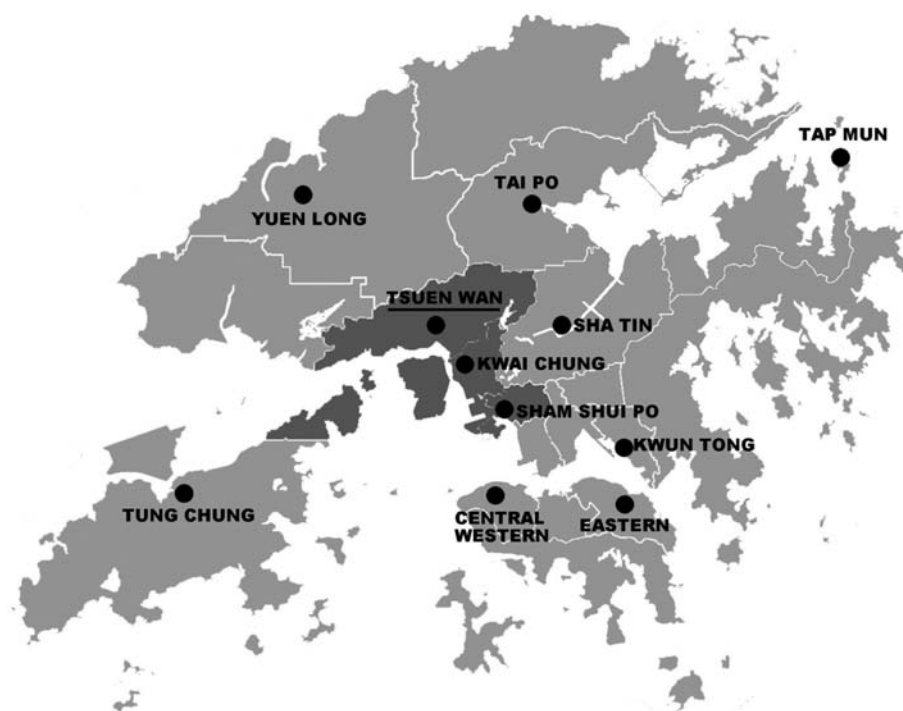 TAP MUN
TAI PO
YUEN LONG
TSUEN WAN
SHA TIN
KWAI CHUNG
SHAM SHUI PO
KWUN TONG
TUNG CHUNG
CENTRAL
WESTERN
EASTERN